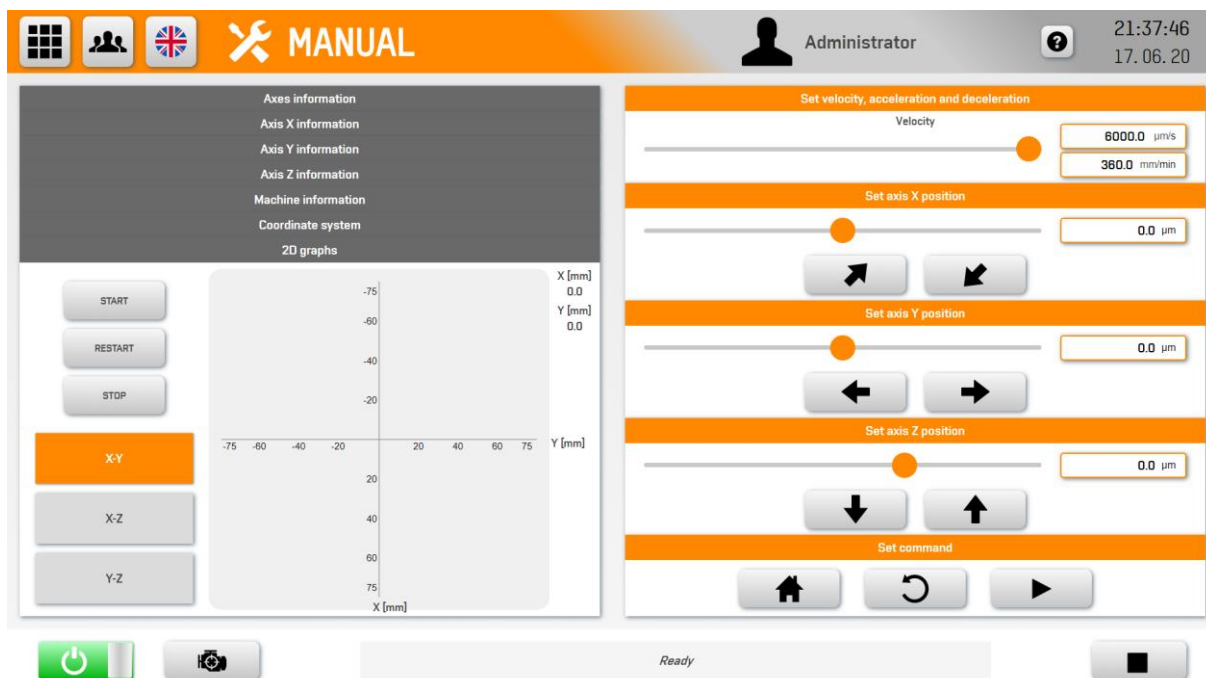 MANUAL
Administrator
?
21:37:46
17. 06. 20
Axes information
Axis X information
Axis Y information
Axis Z information
Machine information
Coordinate system
2D graphs
START
RESTART
STOP
X-Y
X-Z
Y-Z
X [mm]
0.0
Y [mm]
0.0
-75
-60
-40
-20
-75 -60 -40 -20 20 40 60 75 Y [mm]
20
40
60
75
X [mm]
Set velocity, acceleration and deceleration
Velocity
6000.0 µm/s
360.0 mm/min
Set axis X position
0.0 µm
Set axis Y position
0.0 µm
Set axis Z position
0.0 µm
Set command
Ready